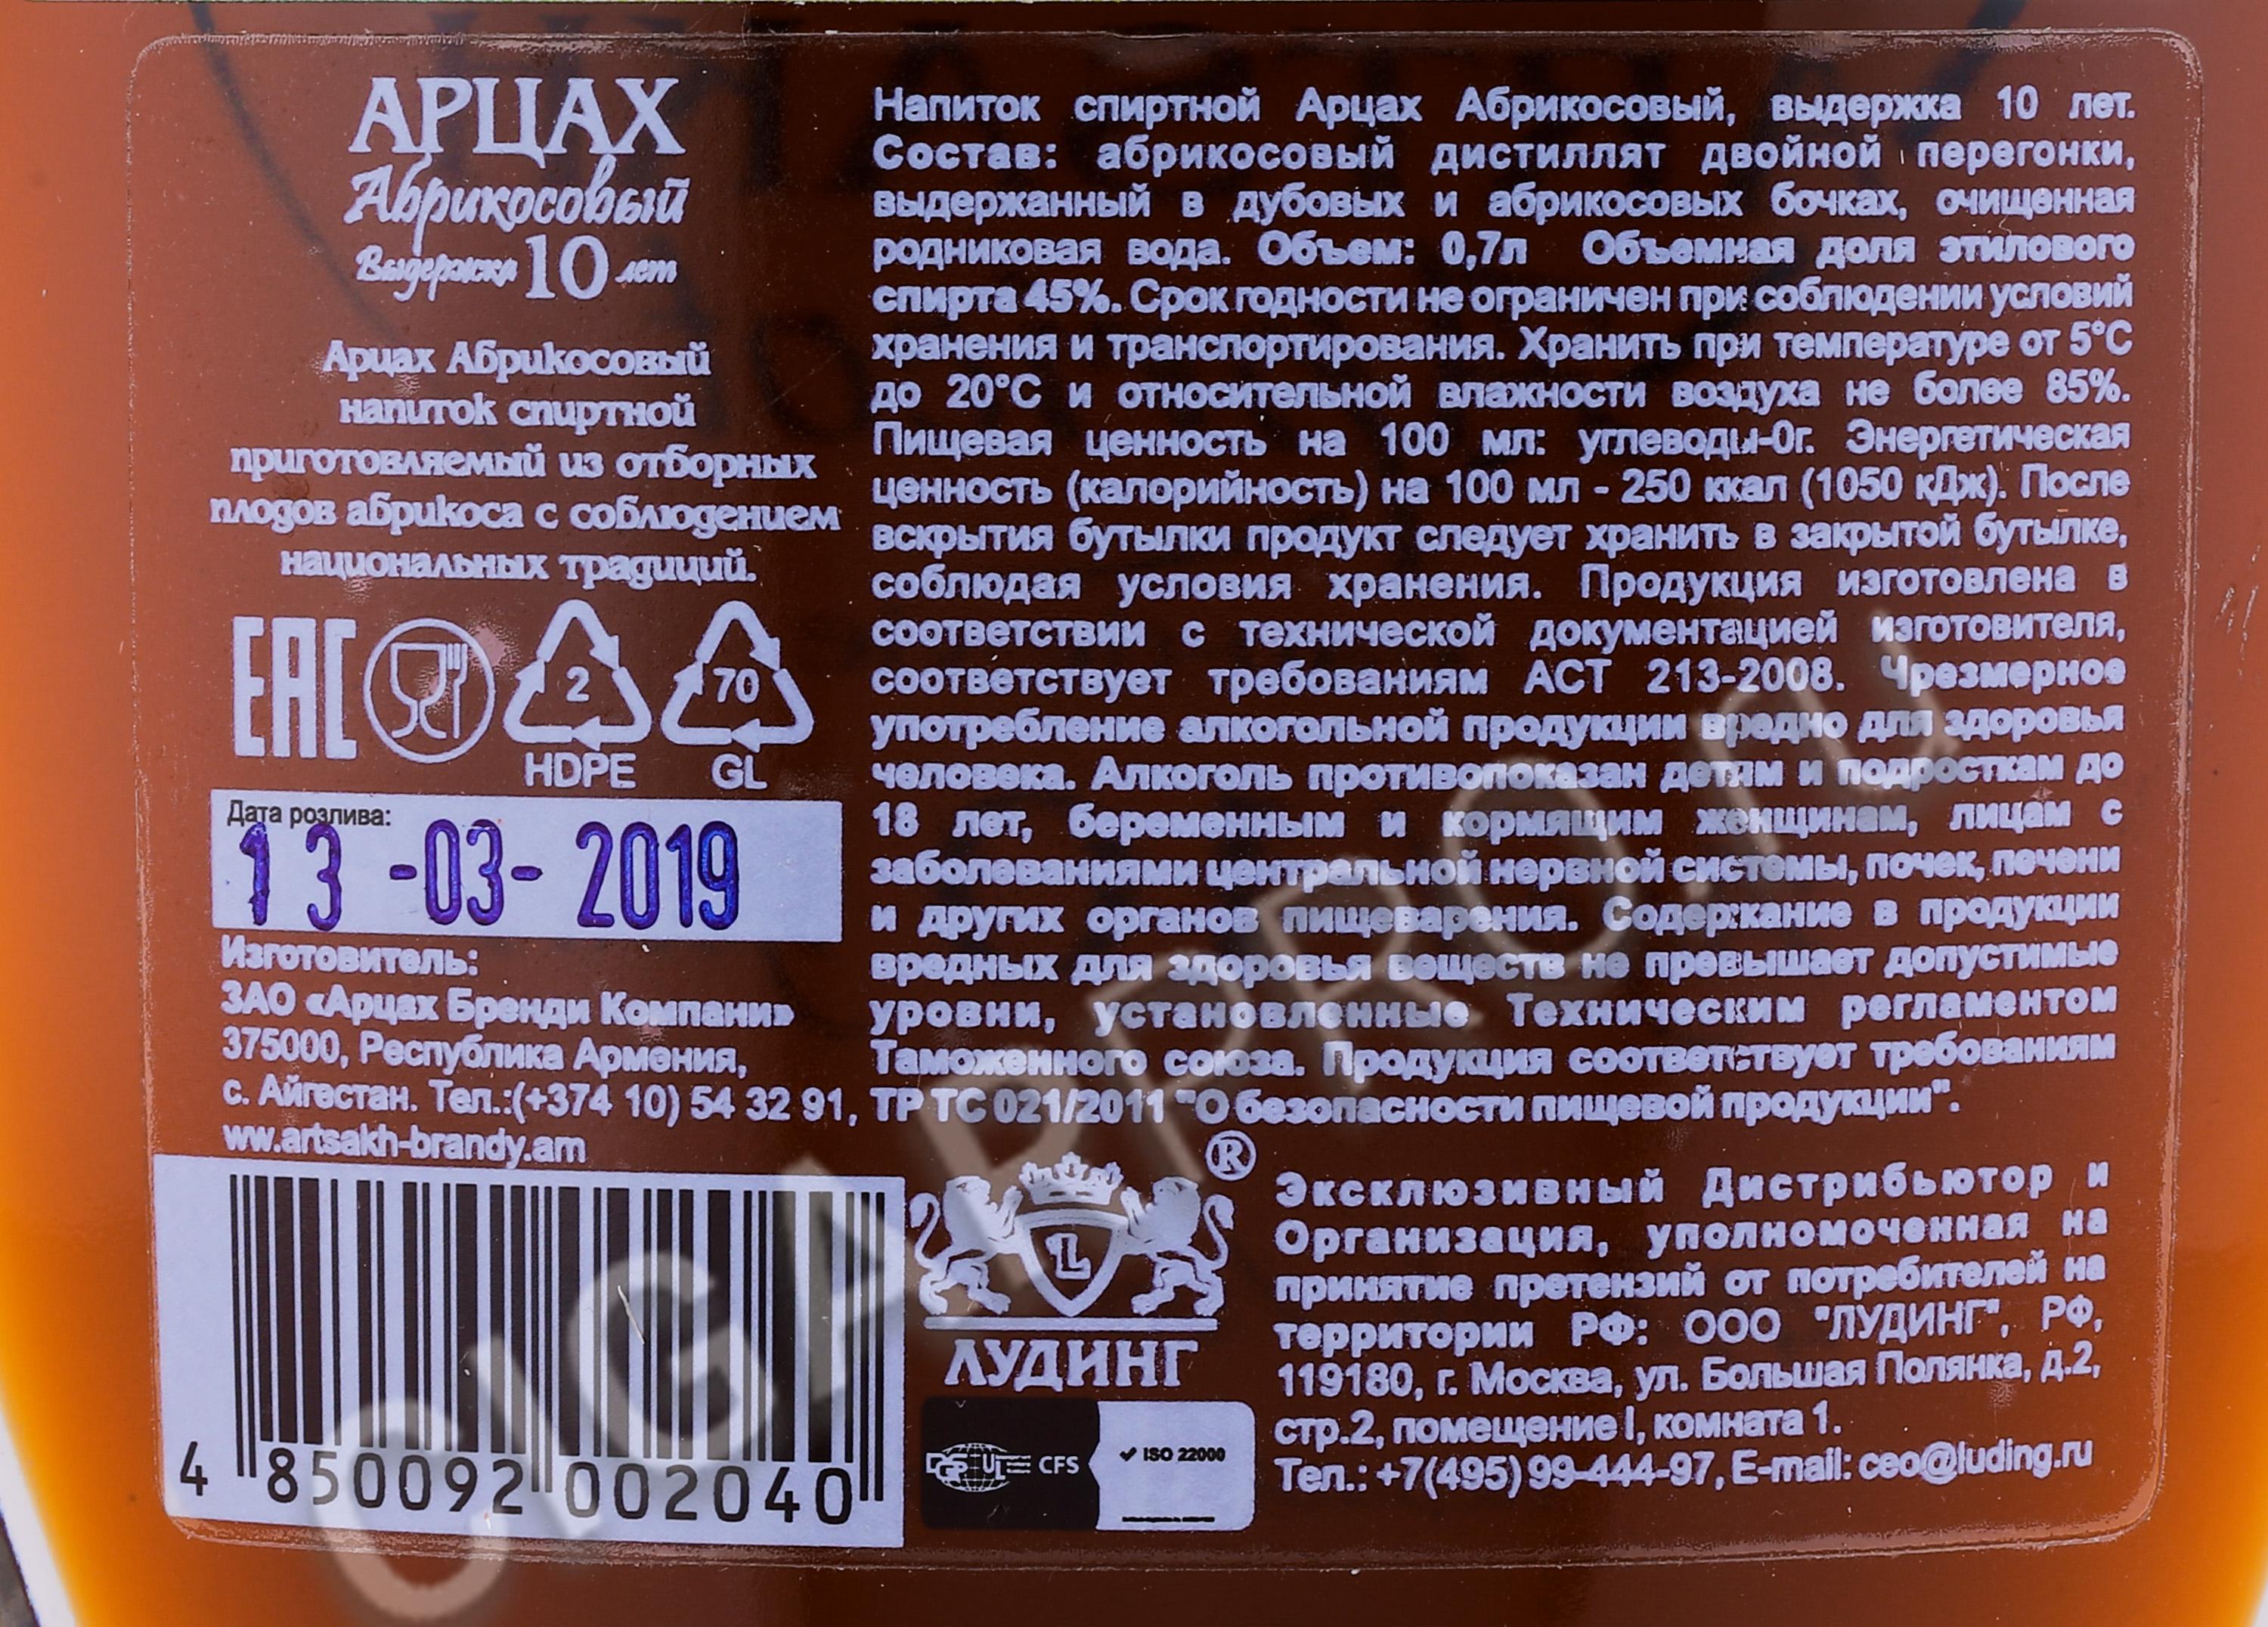 АРЦАХ
Абрикосовый
Выдержка 10 лет
Арцах Абрикосовый
напиток спиртной
приготовляемый из отборных
плодов абрикоса с соблюдением
национальных традиций.
EAC
2
70
HDPE
GL
Дата розлива:
13 -03- 2019
Изготовитель:
ЗАО «Арцах Бренди Компани»
375000, Республика Армения,
с. Айгестан. Тел.:(+374 10) 54 32 91,
ww.artsakh-brandy.am
4 850092 002040
Напиток спиртной Арцах Абрикосовый, выдержка 10 лет.
Состав: абрикосовый дистиллят двойной перегонки,
выдержанный в дубовых и абрикосовых бочках, очищенная
родниковая вода. Объем: 0,7л Объемная доля этилового
спирта 45%. Срок годности не ограничен при соблюдении условий
хранения и транспортирования. Хранить при температуре от 5°С
до 20°С и относительной влажности воздуха не более 85%.
Пищевая ценность на 100 мл: углеводы-0г. Энергетическая
ценность (калорийность) на 100 мл - 250 ккал (1050 кДж). После
вскрытия бутылки продукт следует хранить в закрытой бутылке,
соблюдая условия хранения. Продукция изготовлена в
соответствии с технической документацией изготовителя,
соответствует требованиям АСТ 213-2008. Чрезмерное
употребление алкогольной продукции вредно для здоровья
человека. Алкоголь противопоказан детям и подросткам до
18 лет, беременным и кормящим женщинам, лицам с
заболеваниями центральной нервной системы, почек, печени
и других органов пищеварения. Содержание в продукции
вредных для здоровья веществ не превышает допустимые
уровни, установленные Техническим регламентом
Таможенного союза. Продукция соответствует требованиям
ТР ТС 021/2011 "О безопасности пищевой продукции".
®
L
ЛУДИНГ
CFS
✓ ISO 22000
Эксклюзивный Дистрибьютор и
Организация, уполномоченная на
принятие претензий от потребителей на
территории РФ: ООО "ЛУДИНГ", РФ,
119180, г. Москва, ул. Большая Полянка, д.2,
стр.2, помещение I, комната 1.
Тел.: +7(495) 99-444-97, E-mail: ceo@luding.ru
CIGARPRO.ru